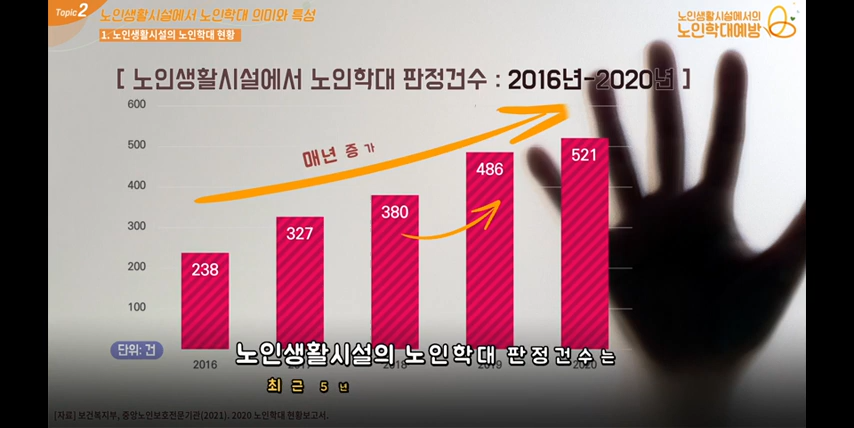 Topic 2
노인생활시설에서 노인학대 의미와 특성
1. 노인생활시설의 노인학대 현황
노인생활시설에서의
노인학대예방
[ 노인생활시설에서 노인학대 판정건수 : 2016년-2020년 ]
600
500
400
300
200
100
매년 증가
238
327
380
486
521
단위: 건
2016
2018
2019
2020
노인생활시설의 노인학대 판정건수는
최근 5년
[자료] 보건복지부, 중앙노인보호전문기관(2021). 2020 노인학대 현황보고서.